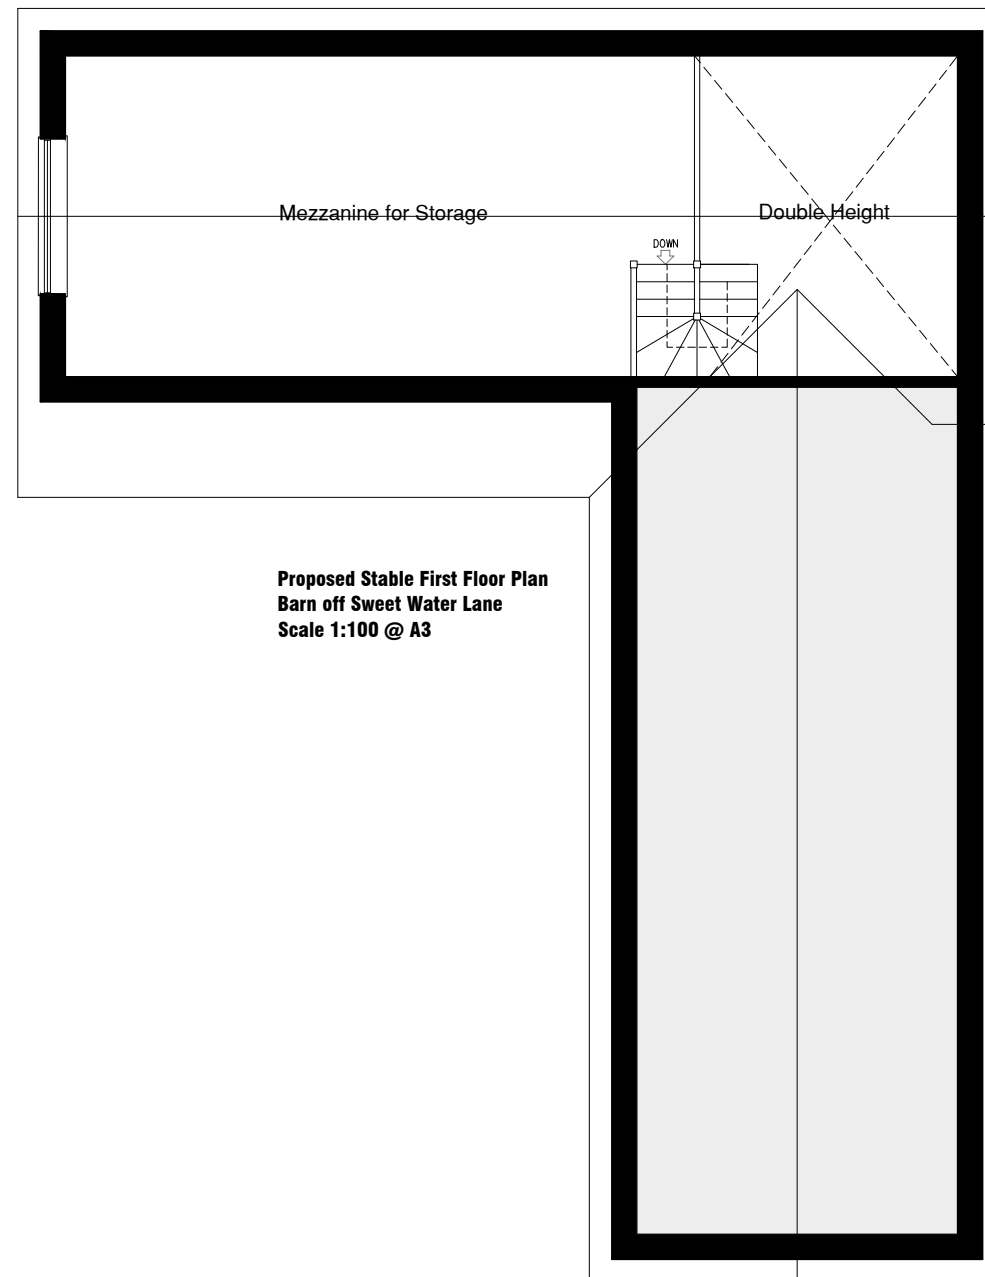 Mezzanine for Storage
Double Height
DOWN
Proposed Stable First Floor Plan
Barn off Sweet Water Lane
Scale 1:100 @ A3